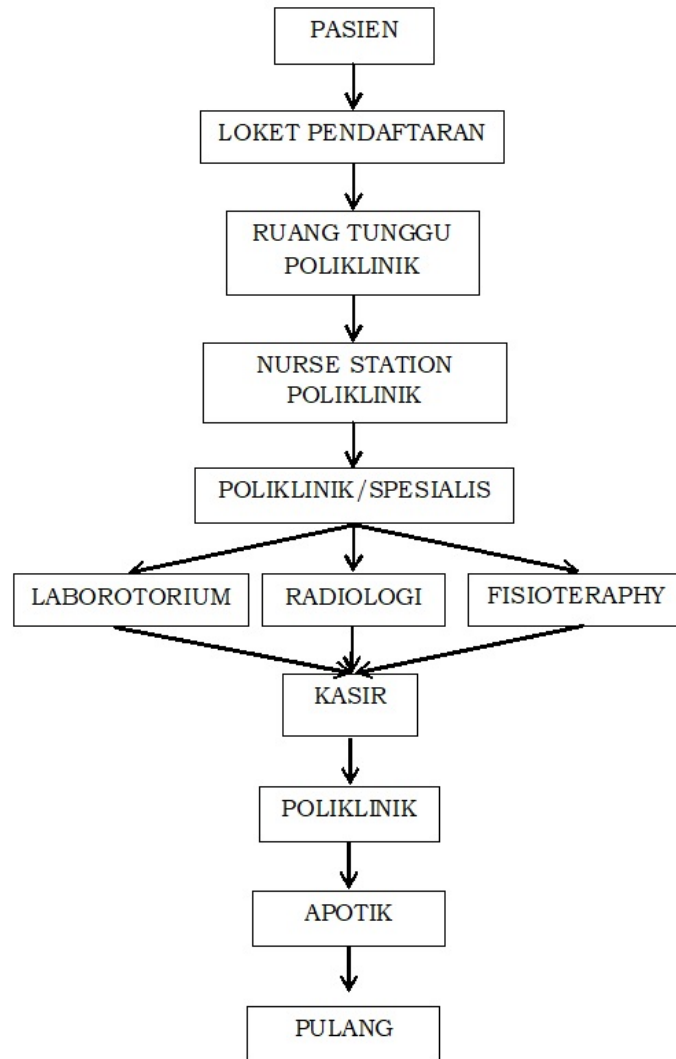 PASIEN
LOKET PENDAFTARAN
RUANG TUNGGU
POLIKLINIK
NURSE STATION
POLIKLINIK
POLIKLINIK/SPESIALIS
LABOROTORIUM
RADIOLOGI
FISIOTERAPHY
KASIR
POLIKLINIK
APOTIK
PULANG